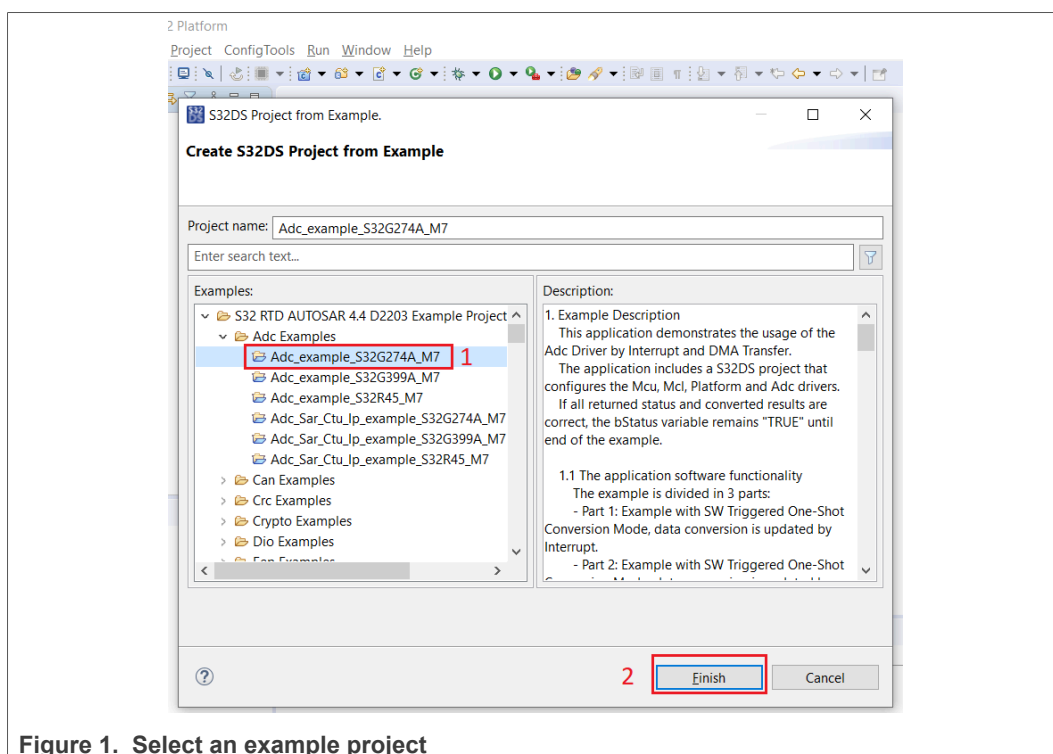 2 Platform
Project ConfigTools Run Window Help
S32DS Project from Example.
Create S32DS Project from Example
Project name: Adc_example_S32G274A_M7
Enter search text...
Examples:
S32 RTD AUTOSAR 4.4 D2203 Example Project
Adc Examples
Adc_example_S32G274A_M7 1
Adc_example_S32G399A_M7
Adc_example_S32R45_M7
Adc_Sar_Ctu_Ip_example_S32G274A_M7
Adc_Sar_Ctu_Ip_example_S32G399A_M7
Adc_Sar_Ctu_Ip_example_S32R45_M7
Can Examples
Crc Examples
Crypto Examples
Dio Examples
Description:
1. Example Description
This application demonstrates the usage of the
Adc Driver by Interrupt and DMA Transfer.
The application includes a S32DS project that
configures the Mcu, Mcl, Platform and Adc drivers.
If all returned status and converted results are
correct, the bStatus variable remains "TRUE" until
end of the example.
1.1 The application software functionality
The example is divided in 3 parts:
- Part 1: Example with SW Triggered One-Shot
Conversion Mode, data conversion is updated by
Interrupt.
- Part 2: Example with SW Triggered One-Shot
2 Finish Cancel
Figure 1. Select an example project